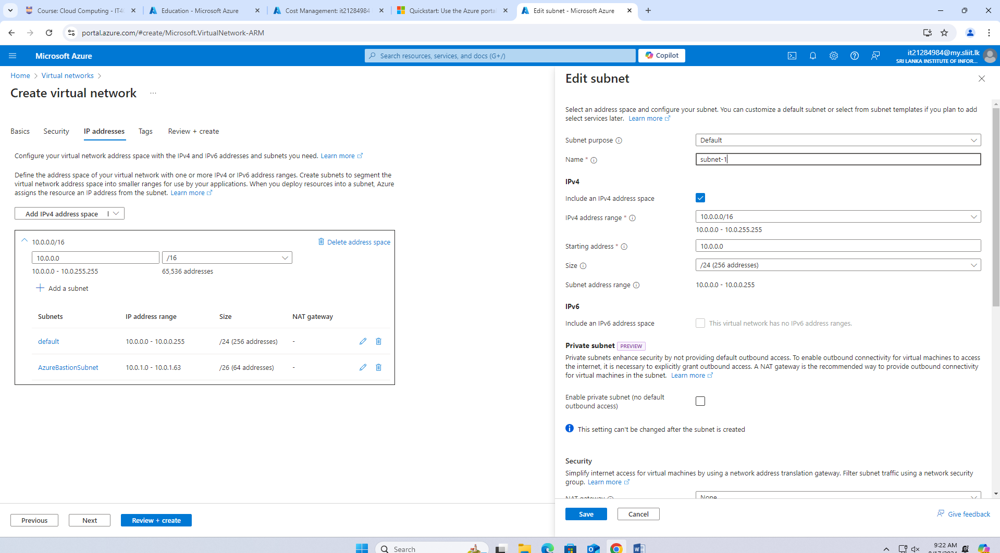 Course: Cloud Computing - IT4
Education - Microsoft Azure
Cost Management: it21284984
Quickstart: Use the Azure porta
Edit subnet - Microsoft Azure
portal.azure.com/#create/Microsoft.VirtualNetwork-ARM
Microsoft Azure
Search resources, services, and docs (G+/)
Copilot
it21284984@my.sliit.lk
SRI LANKA INSTITUTE OF INFOR...
Home > Virtual networks >
Create virtual network ...
Basics Security IP addresses Tags Review + create
Configure your virtual network address space with the IPv4 and IPv6 addresses and subnets you need. Learn more
Define the address space of your virtual network with one or more IPv4 or IPv6 address ranges. Create subnets to segment the
virtual network address space into smaller ranges for use by your applications. When you deploy resources into a subnet, Azure
assigns the resource an IP address from the subnet. Learn more
Add IPv4 address space |
10.0.0.0/16
Delete address space
10.0.0.0 /16
10.0.0.0 - 10.0.255.255 65,536 addresses
+ Add a subnet
Subnets IP address range Size NAT gateway
default 10.0.0.0 - 10.0.0.255 /24 (256 addresses) -
AzureBastionSubnet 10.0.1.0 - 10.0.1.63 /26 (64 addresses) -
Previous Next Review + create
Edit subnet
Select an address space and configure your subnet. You can customize a default subnet or select from subnet templates if you plan to add
select services later. Learn more
Subnet purpose Default
Name * subnet-1
IPv4
Include an IPv4 address space
IPv4 address range * 10.0.0.0/16
10.0.0.0 - 10.0.255.255
Starting address * 10.0.0.0
Size /24 (256 addresses)
Subnet address range 10.0.0.0 - 10.0.0.255
IPv6
Include an IPv6 address space This virtual network has no IPv6 address ranges.
Private subnet PREVIEW
Private subnets enhance security by not providing default outbound access. To enable outbound connectivity for virtual machines to access
the internet, it is necessary to explicitly grant outbound access. A NAT gateway is the recommended way to provide outbound connectivity
for virtual machines in the subnet. Learn more
Enable private subnet (no default
outbound access)
This setting can't be changed after the subnet is created
Security
Simplify internet access for virtual machines by using a network address translation gateway. Filter subnet traffic using a network security
group. Learn more
NAT gateway None
Save Cancel
Give feedback
Search
9:22 AM